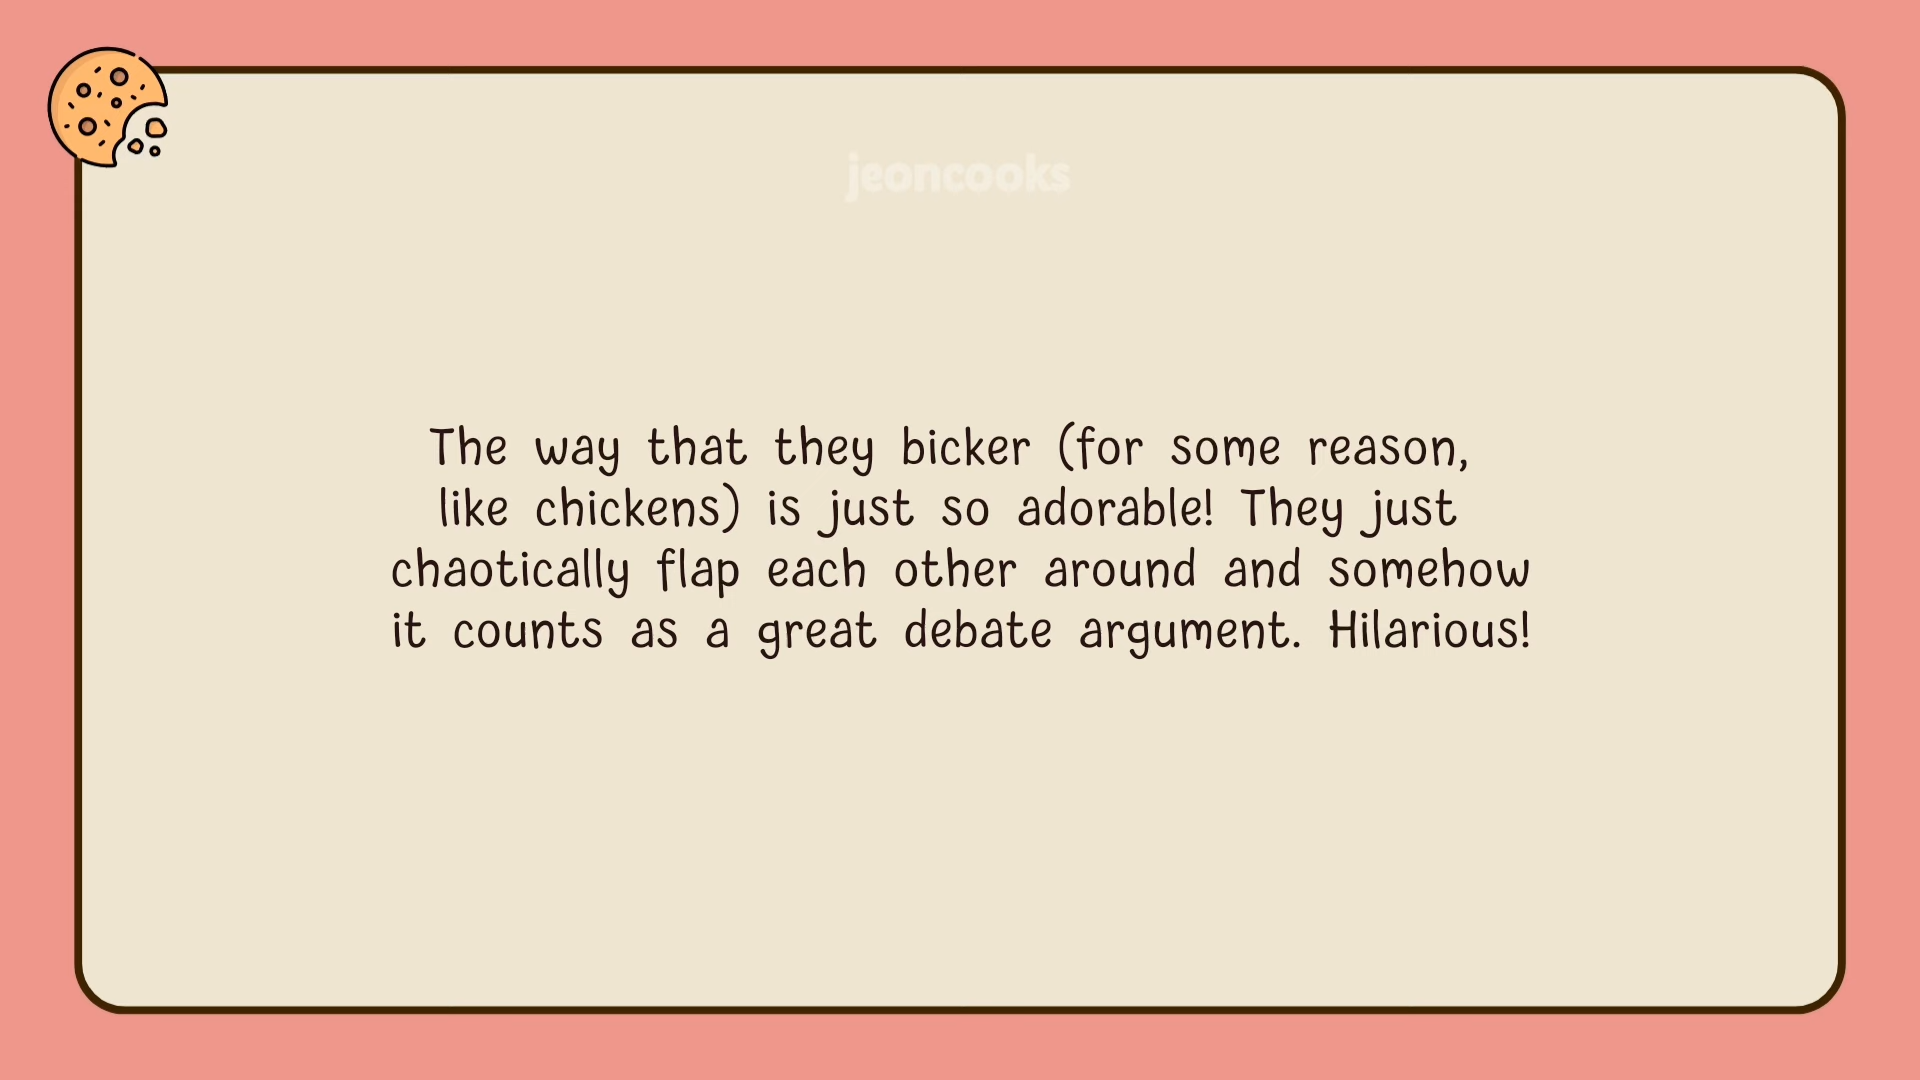 jeoncooks
The way that they bicker (for some reason,
like chickens) is just so adorable! They just
chaotically flap each other around and somehow
it counts as a great debate argument. Hilarious!